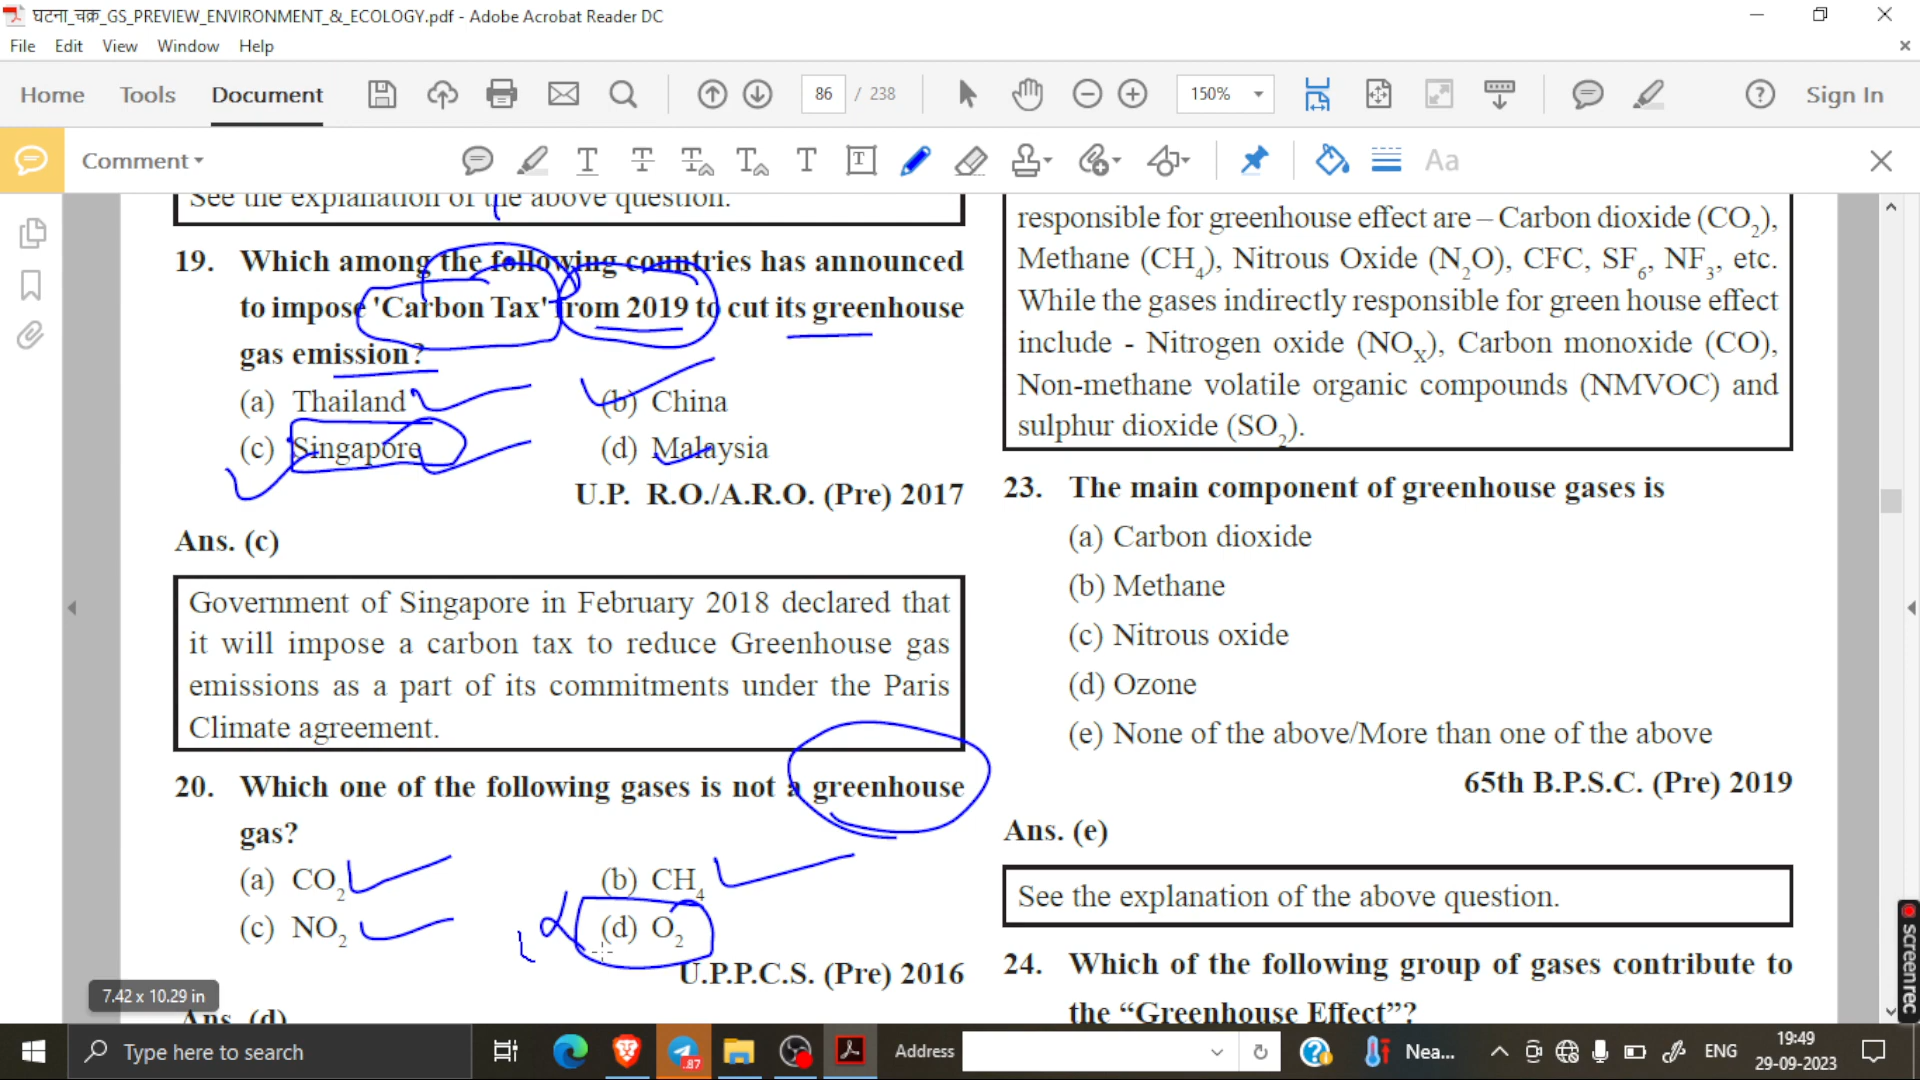 घटना_चक्र_GS_PREVIEW_ENVIRONMENT_&_ECOLOGY.pdf - Adobe Acrobat Reader DC
File Edit View Window Help
Home Tools Document 86 / 238 150% Sign In
Comment Aa
See the explanation of the above question.
19. Which among the following countries has announced
to impose 'Carbon Tax' from 2019 to cut its greenhouse
gas emission?
(a) Thailand (b) China
(c) Singapore (d) Malaysia
U.P. R.O./A.R.O. (Pre) 2017
Ans. (c)
Government of Singapore in February 2018 declared that
it will impose a carbon tax to reduce Greenhouse gas
emissions as a part of its commitments under the Paris
Climate agreement.
20. Which one of the following gases is not a greenhouse
gas?
(a) CO2 (b) CH4
(c) NO2 (d) O2
U.P.P.C.S. (Pre) 2016
Ans. (d)
7.42 x 10.29 in
responsible for greenhouse effect are – Carbon dioxide (CO2),
Methane (CH4), Nitrous Oxide (N2O), CFC, SF6, NF3, etc.
While the gases indirectly responsible for green house effect
include - Nitrogen oxide (NOX), Carbon monoxide (CO),
Non-methane volatile organic compounds (NMVOC) and
sulphur dioxide (SO2).
23. The main component of greenhouse gases is
(a) Carbon dioxide
(b) Methane
(c) Nitrous oxide
(d) Ozone
(e) None of the above/More than one of the above
65th B.P.S.C. (Pre) 2019
Ans. (e)
See the explanation of the above question.
24. Which of the following group of gases contribute to
the “Greenhouse Effect”?
screenrec
Type here to search 87 Address Nea... ENG 19:49
29-09-2023